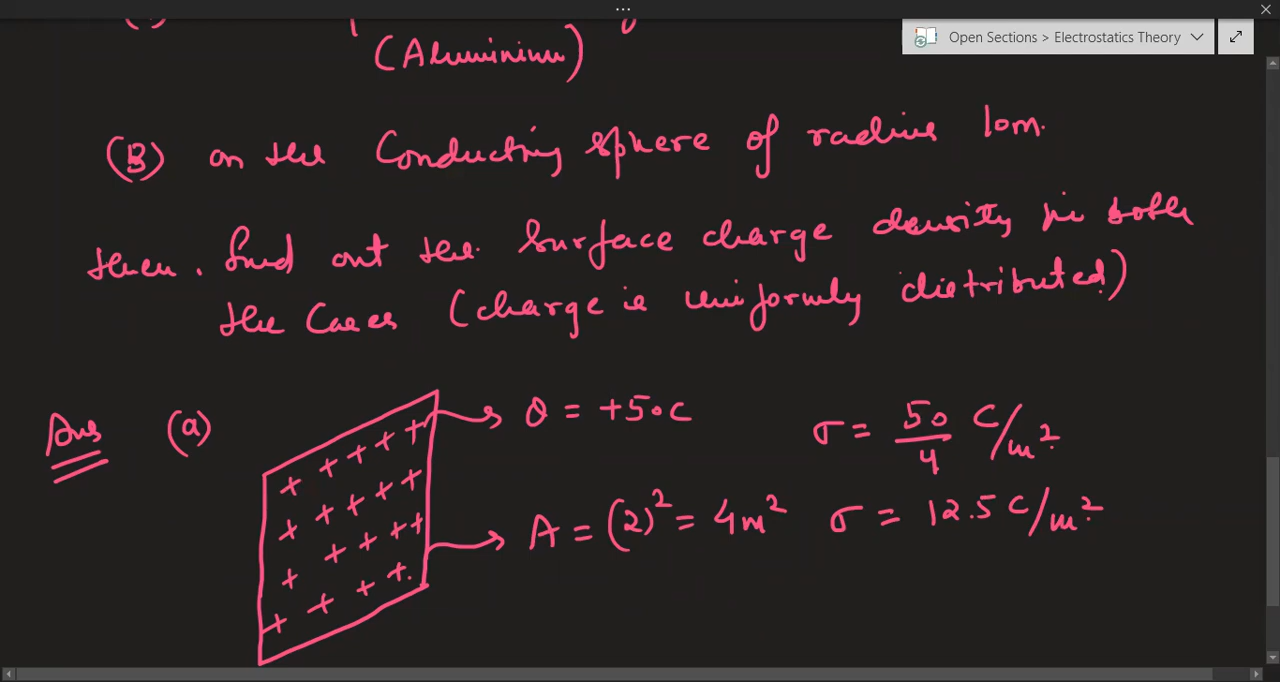 Open Sections > Electrostatics Theory
(Aluminium)
(B) on the Conducting sphere of radius 10m.
then. find out the surface charge density in both
the Cases (charge is uniformly distributed)
Ans (a) Q = +50C σ = 50/4 C/m²
A = (2)² = 4m² σ = 12.5 C/m²